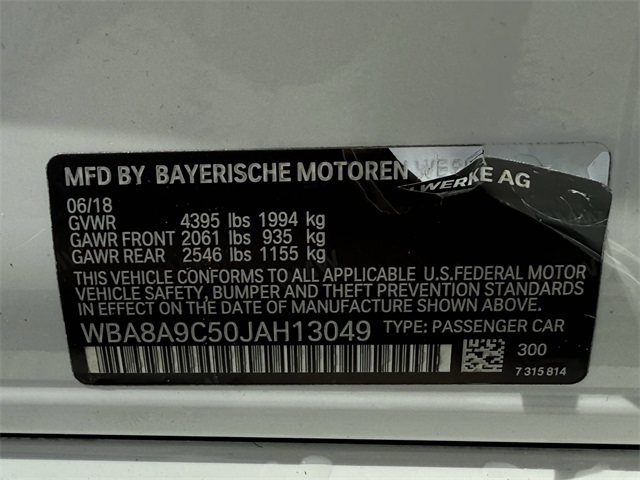 MFD BY BAYERISCHE MOTOREN WERKE AG
06/18
GVWR 4395 lbs 1994 kg
GAWR FRONT 2061 lbs 935 kg
GAWR REAR 2546 lbs 1155 kg
THIS VEHICLE CONFORMS TO ALL APPLICABLE U.S.FEDERAL MOTOR
VEHICLE SAFETY, BUMPER AND THEFT PREVENTION STANDARDS
IN EFFECT ON THE DATE OF MANUFACTURE SHOWN ABOVE.
WBA8A9C50JAH13049 TYPE: PASSENGER CAR
300
7 315 814